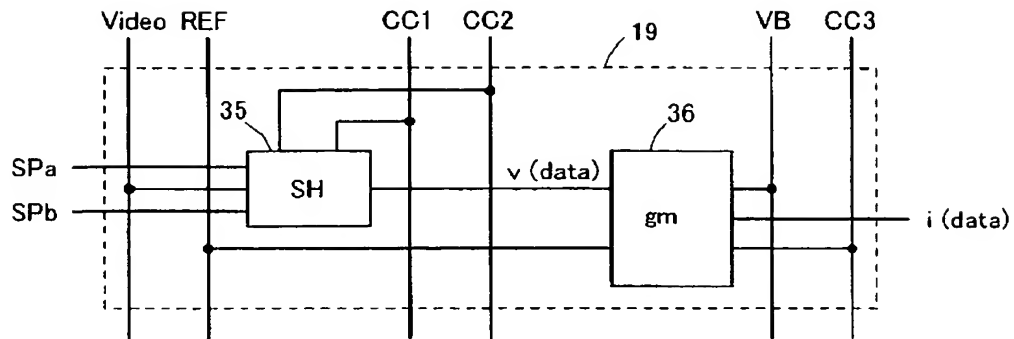 Video REF CC1 CC2 VB CC3
19
35 36
SPa
v (data)
SH
SPb
gm
i (data)